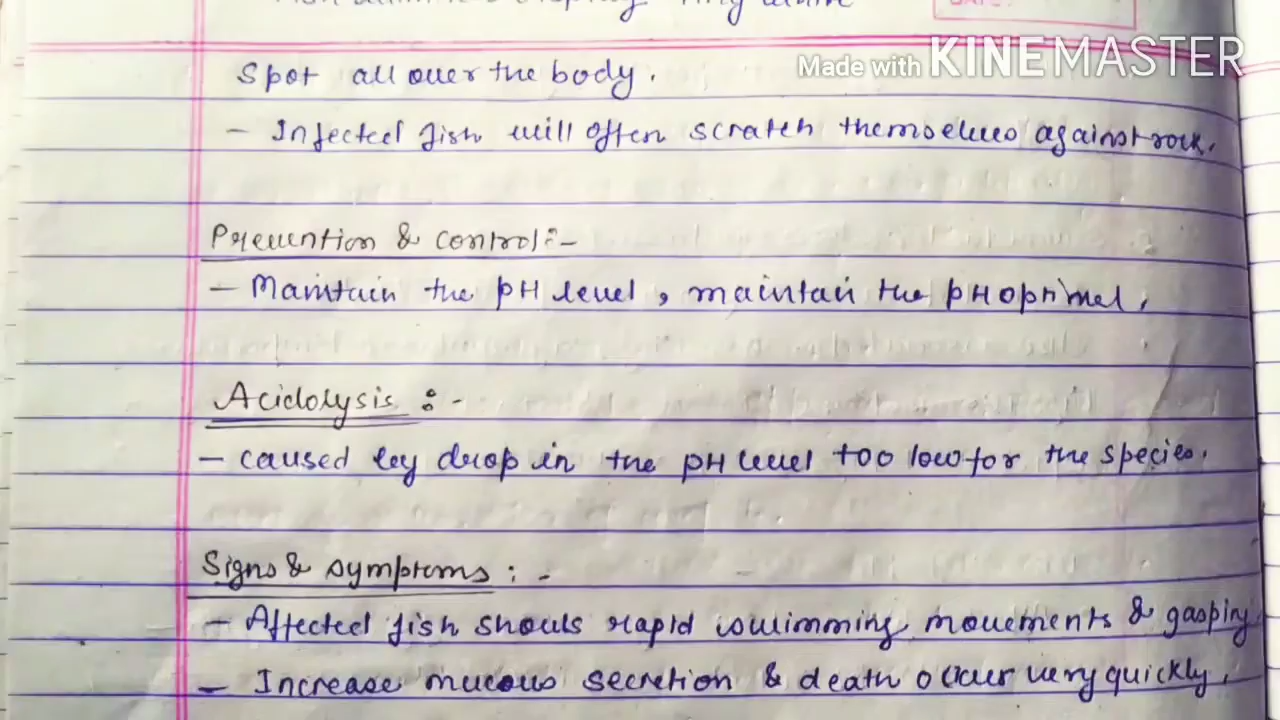 Made with KINEMASTER
Spot all over the body.
- Infected fish will often scratch themselves against rock.
Prevention & control:-
- Maintain the pH level, maintain the pH optimal.
Acidolysis :-
- caused by drop in the pH level too low for the species.
Signs & symptoms :-
- Affected fish shows rapid swimming movements & gasping
- Increase mucous secretion & death occur very quickly.